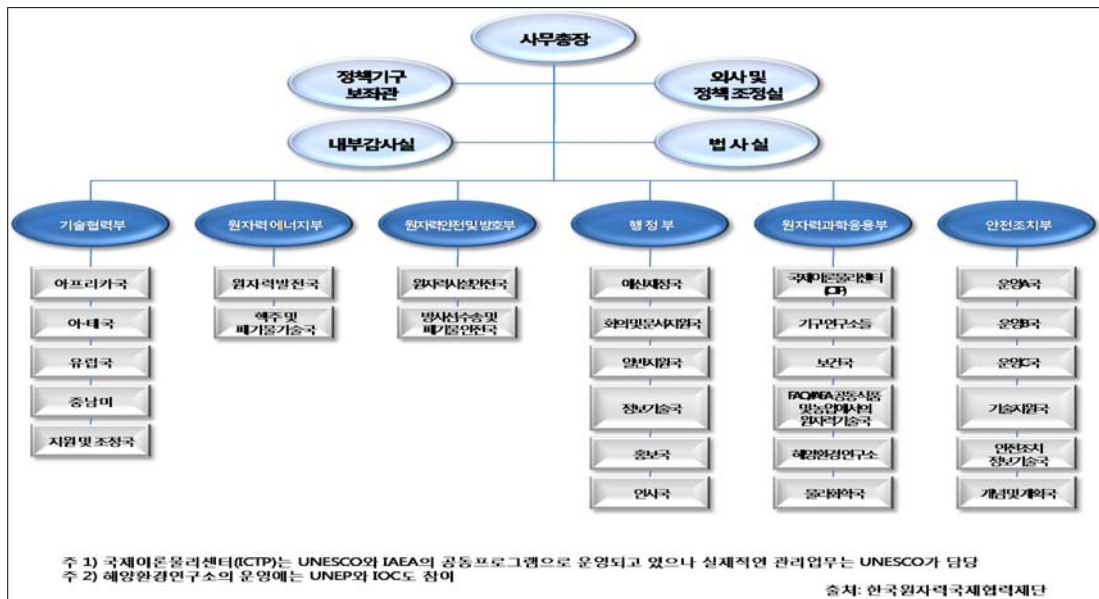 사무총장
정책기구
보좌관
외사 및
정책 조정실
내부감사실
법 사 실
기술협력부
원자력 에너지부
원자력안전 및 방호부
행 정 부
원자력과학응용부
안전조치부
아프리카국
아·태국
유럽국
중남미
지원 및 조정국
원자력발전국
핵주 및
폐기물기술국
원자력시설안전국
방사선수송 및
폐기물안전국
예산재정국
회의및문서지원국
일반지원국
정보기술국
홍보국
인사국
국제이론물리센터
기구연구소들
보건국
FAO/IAEA 공동식품
및농업에서의
원자력기술국
해양환경연구소
물리화학국
운영A국
운영B국
운영C국
기술지원국
안전조치
정보기술국
개념및계획국
주 1) 국제이론물리센터(ICTP)는 UNESCO와 IAEA의 공동프로그램으로 운영되고 있으나 실제적인 관리업무는 UNESCO가 담당
주 2) 해양환경연구소의 운영에는 UNEP와 IOC도 참여
출처: 한국원자력국제협력재단